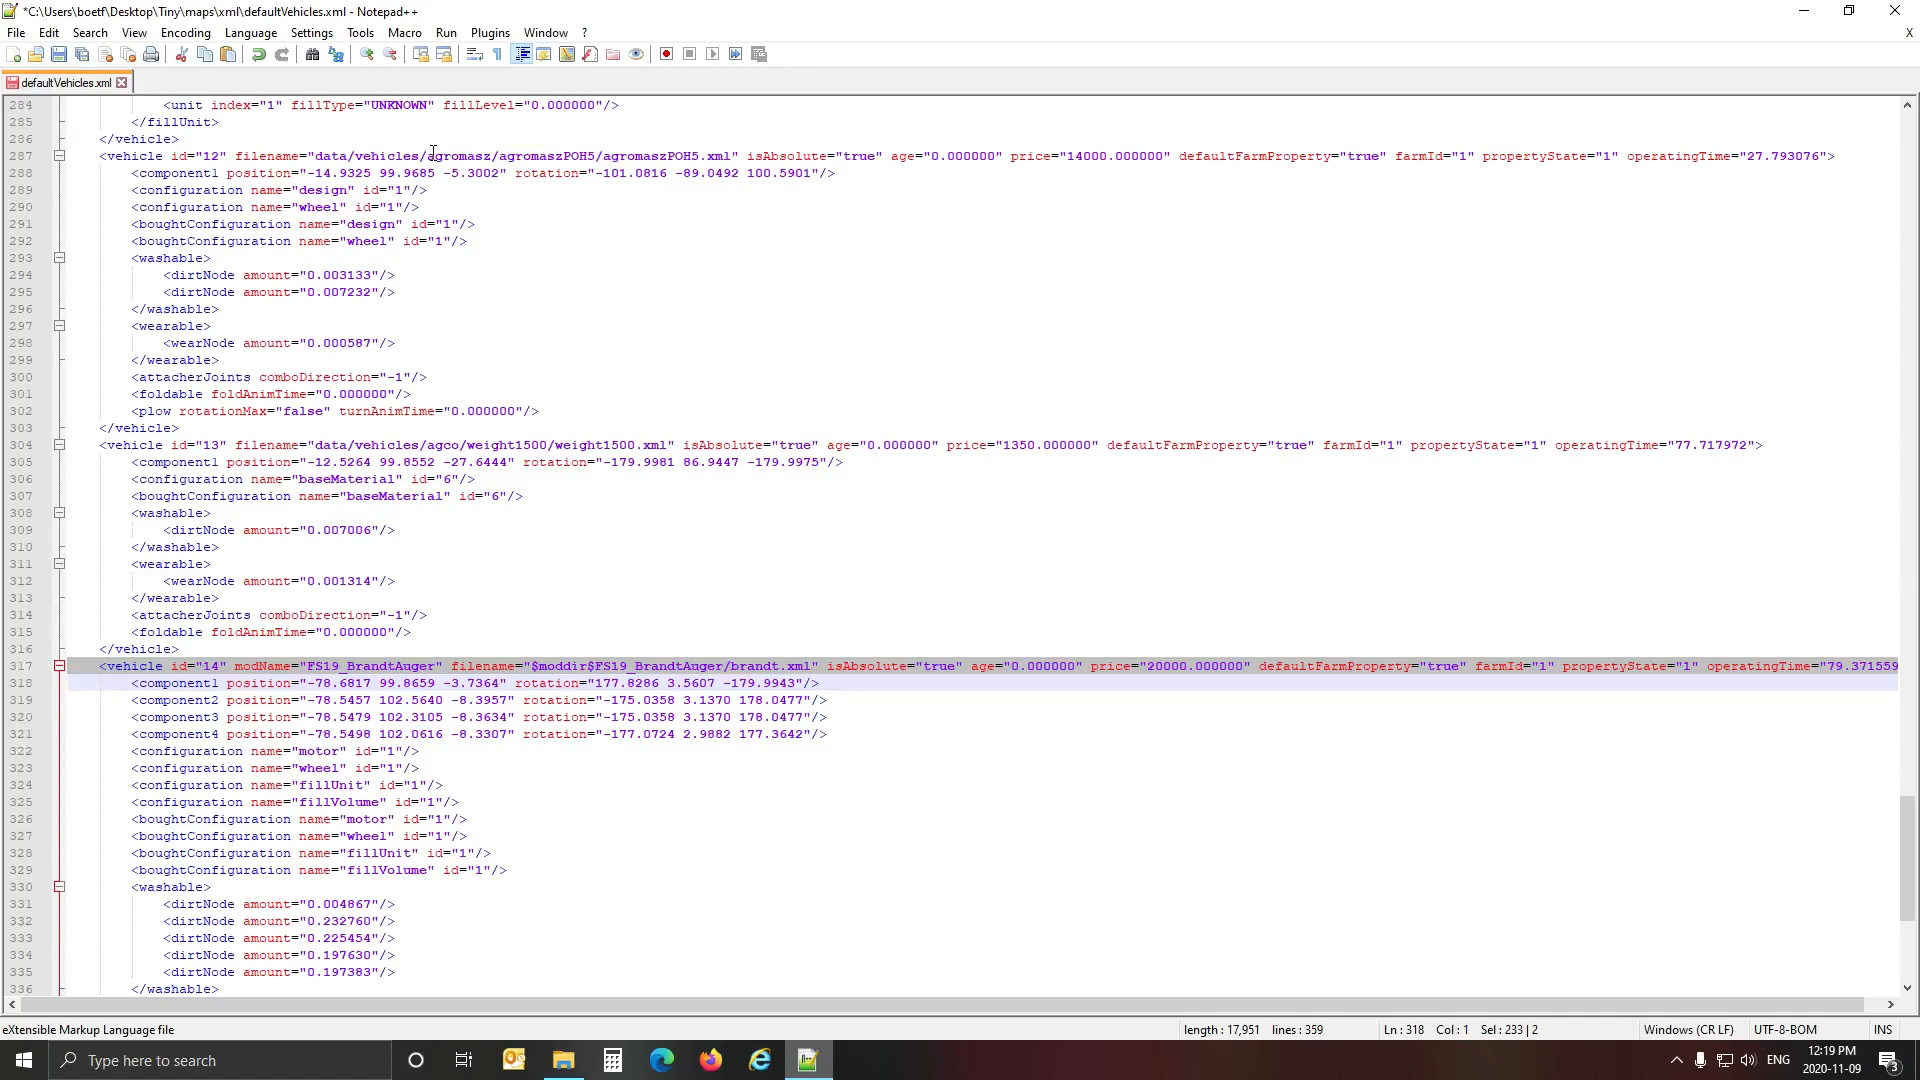 *C:\Users\boetf\Desktop\Tiny\maps\xml\defaultVehicles.xml - Notepad++
File Edit Search View Encoding Language Settings Tools Macro Run Plugins Window ? X
defaultVehicles.xml
284 <unit index="1" fillType="UNKNOWN" fillLevel="0.000000"/>
285 </fillUnit>
286 </vehicle>
287 <vehicle id="12" filename="data/vehicles/agromasz/agromaszPOH5/agromaszPOH5.xml" isAbsolute="true" age="0.000000" price="14000.000000" defaultFarmProperty="true" farmId="1" propertyState="1" operatingTime="27.793076">
288 <component1 position="-14.9325 99.9685 -5.3002" rotation="-101.0816 -89.0492 100.5901"/>
289 <configuration name="design" id="1"/>
290 <configuration name="wheel" id="1"/>
291 <boughtConfiguration name="design" id="1"/>
292 <boughtConfiguration name="wheel" id="1"/>
293 <washable>
294 <dirtNode amount="0.003133"/>
295 <dirtNode amount="0.007232"/>
296 </washable>
297 <wearable>
298 <wearNode amount="0.000587"/>
299 </wearable>
300 <attacherJoints comboDirection="-1"/>
301 <foldable foldAnimTime="0.000000"/>
302 <plow rotationMax="false" turnAnimTime="0.000000"/>
303 </vehicle>
304 <vehicle id="13" filename="data/vehicles/agco/weight1500/weight1500.xml" isAbsolute="true" age="0.000000" price="1350.000000" defaultFarmProperty="true" farmId="1" propertyState="1" operatingTime="77.717972">
305 <component1 position="-12.5264 99.8552 -27.6444" rotation="-179.9981 86.9447 -179.9975"/>
306 <configuration name="baseMaterial" id="6"/>
307 <boughtConfiguration name="baseMaterial" id="6"/>
308 <washable>
309 <dirtNode amount="0.007006"/>
310 </washable>
311 <wearable>
312 <wearNode amount="0.001314"/>
313 </wearable>
314 <attacherJoints comboDirection="-1"/>
315 <foldable foldAnimTime="0.000000"/>
316 </vehicle>
317 <vehicle id="14" modName="FS19_BrandtAuger" filename="$moddir$FS19_BrandtAuger/brandt.xml" isAbsolute="true" age="0.000000" price="20000.000000" defaultFarmProperty="true" farmId="1" propertyState="1" operatingTime="79.371559
318 <component1 position="-78.6817 99.8659 -3.7364" rotation="177.8286 3.5607 -179.9943"/>
319 <component2 position="-78.5457 102.5640 -8.3957" rotation="-175.0358 3.1370 178.0477"/>
320 <component3 position="-78.5479 102.3105 -8.3634" rotation="-175.0358 3.1370 178.0477"/>
321 <component4 position="-78.5498 102.0616 -8.3307" rotation="-177.0724 2.9882 177.3642"/>
322 <configuration name="motor" id="1"/>
323 <configuration name="wheel" id="1"/>
324 <configuration name="fillUnit" id="1"/>
325 <configuration name="fillVolume" id="1"/>
326 <boughtConfiguration name="motor" id="1"/>
327 <boughtConfiguration name="wheel" id="1"/>
328 <boughtConfiguration name="fillUnit" id="1"/>
329 <boughtConfiguration name="fillVolume" id="1"/>
330 <washable>
331 <dirtNode amount="0.004867"/>
332 <dirtNode amount="0.232760"/>
333 <dirtNode amount="0.225454"/>
334 <dirtNode amount="0.197630"/>
335 <dirtNode amount="0.197383"/>
336 </washable>
eXtensible Markup Language file length : 17,951 lines : 359 Ln : 318 Col : 1 Sel : 233 | 2 Windows (CR LF) UTF-8-BOM INS
Type here to search ENG 12:19 PM
2020-11-09 3